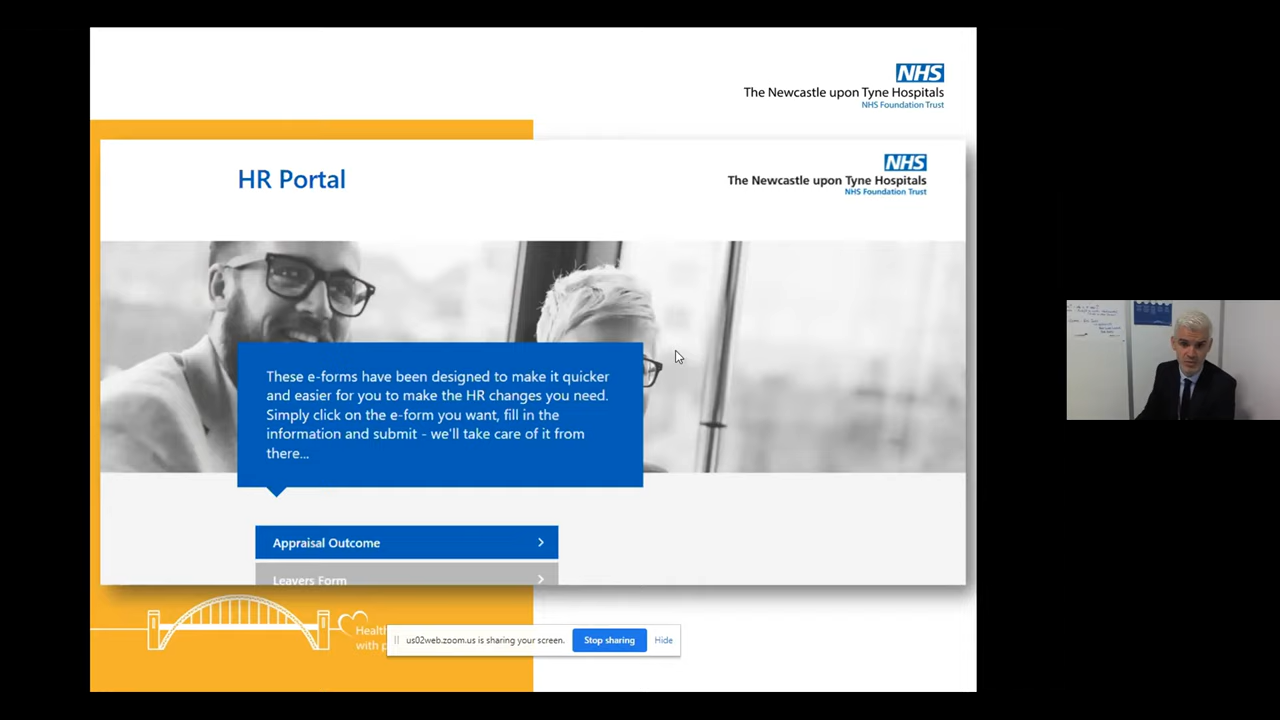 NHS
The Newcastle upon Tyne Hospitals
NHS Foundation Trust
HR Portal
NHS
The Newcastle upon Tyne Hospitals
NHS Foundation Trust
These e-forms have been designed to make it quicker
and easier for you to make the HR changes you need.
Simply click on the e-form you want, fill in the
information and submit - we'll take care of it from
there...
Appraisal Outcome
Leavers Form
with
us02web.zoom.us is sharing your screen.
Stop sharing
Hide